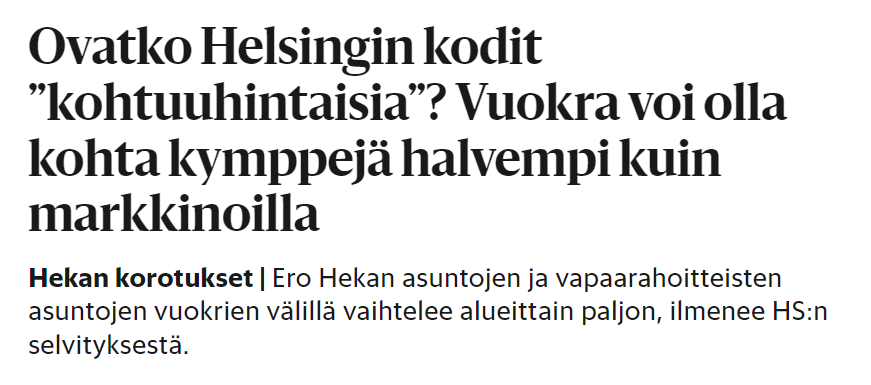 Ovatko Helsingin kodit
”kohtuuhintaisia”? Vuokra voi olla
kohta kymppejä halvempi kuin
markkinoilla
Hekan korotukset | Ero Hekan asuntojen ja vapaarahoitteisten
asuntojen vuokrien välillä vaihtelee alueittain paljon, ilmenee HS:n
selvityksestä.